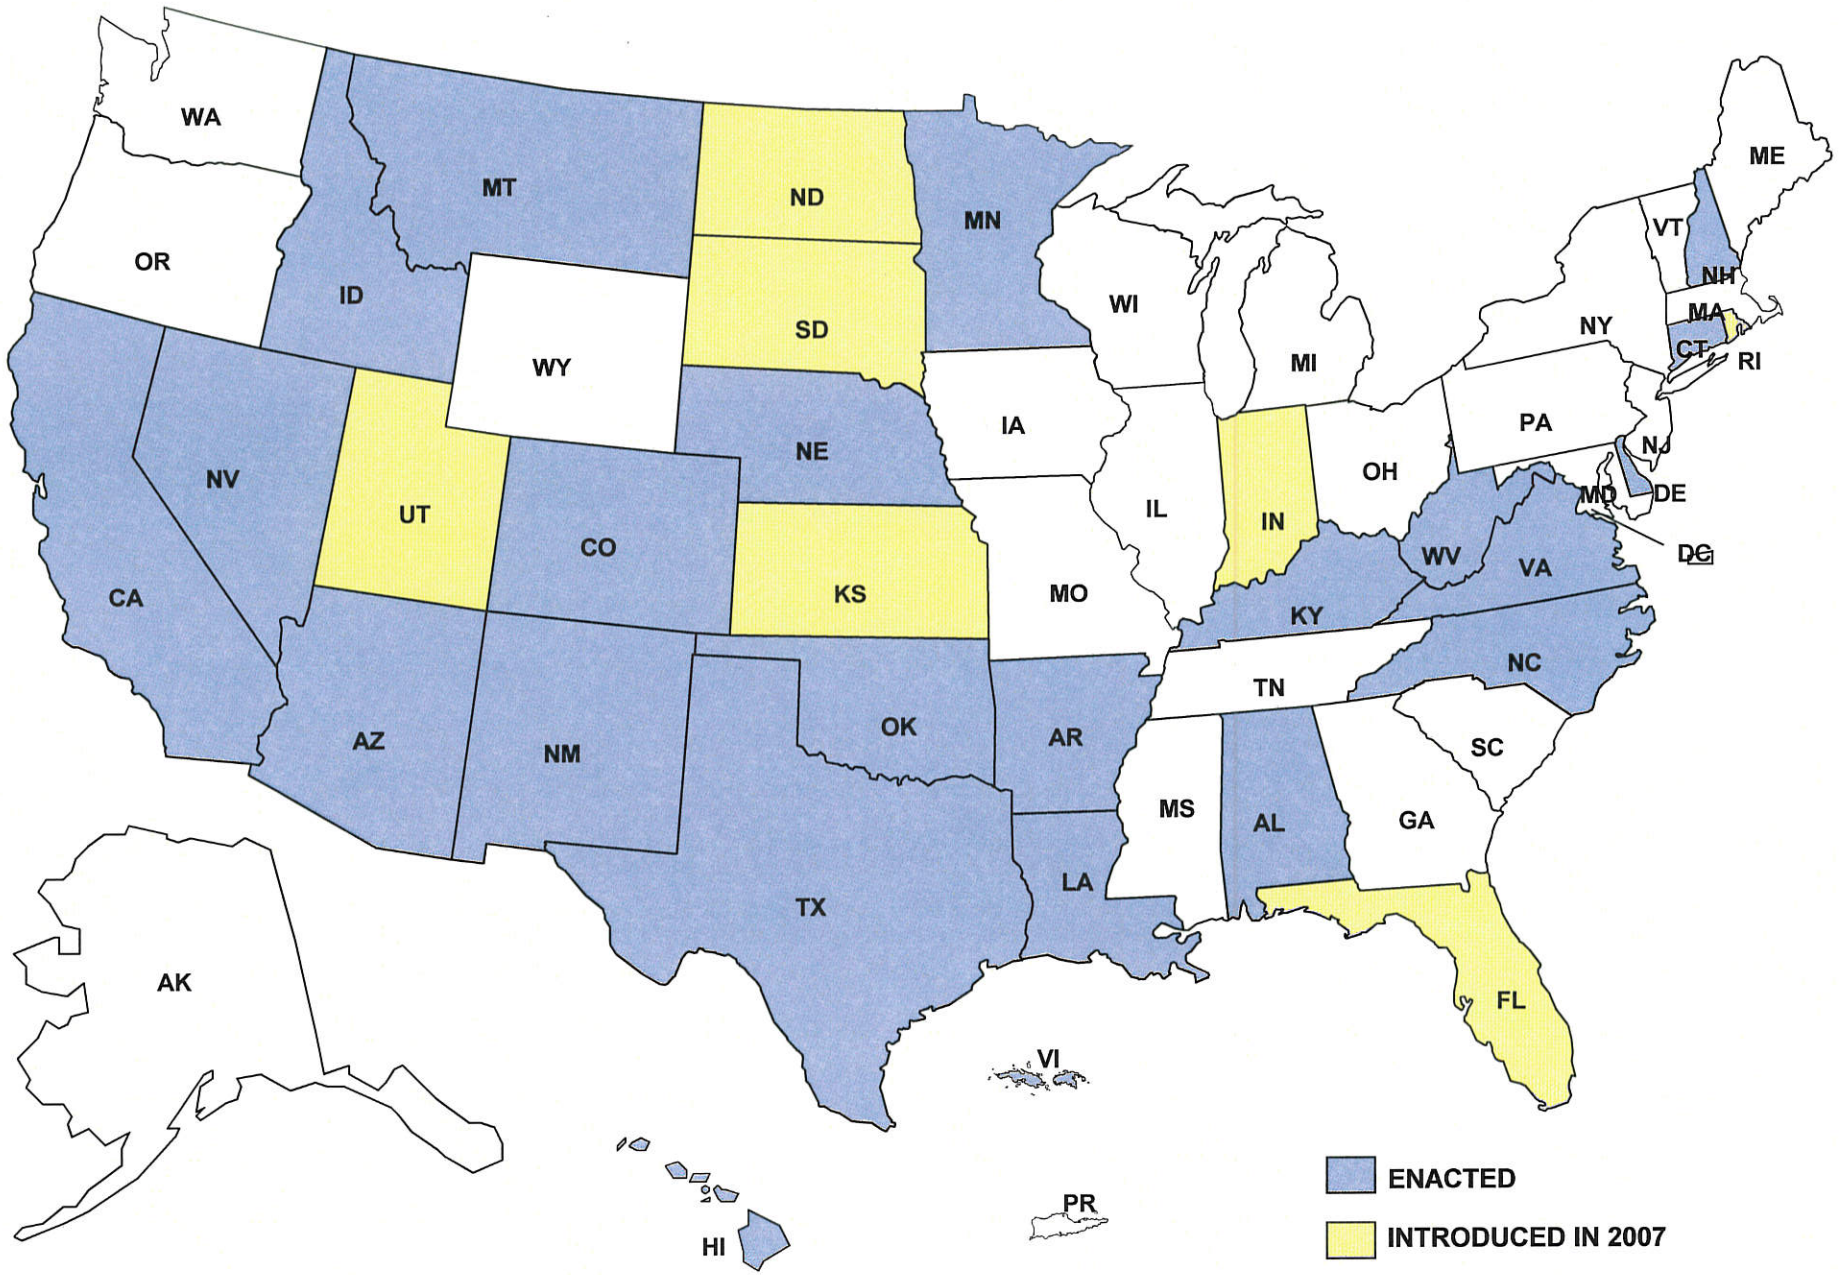 WA
ME
MT
ND
MN
VT
OR
NH
ID
WI
MA
SD
NY
CT
RI
WY
MI
IA
PA
NE
NJ
NV
OH
UT
IL
IN
MD
DE
CO
WV
DC
CA
KS
MO
VA
KY
NC
TN
AZ
NM
OK
AR
SC
MS
AL
GA
LA
TX
AK
FL
VI
ENACTED
PR
HI
INTRODUCED IN 2007